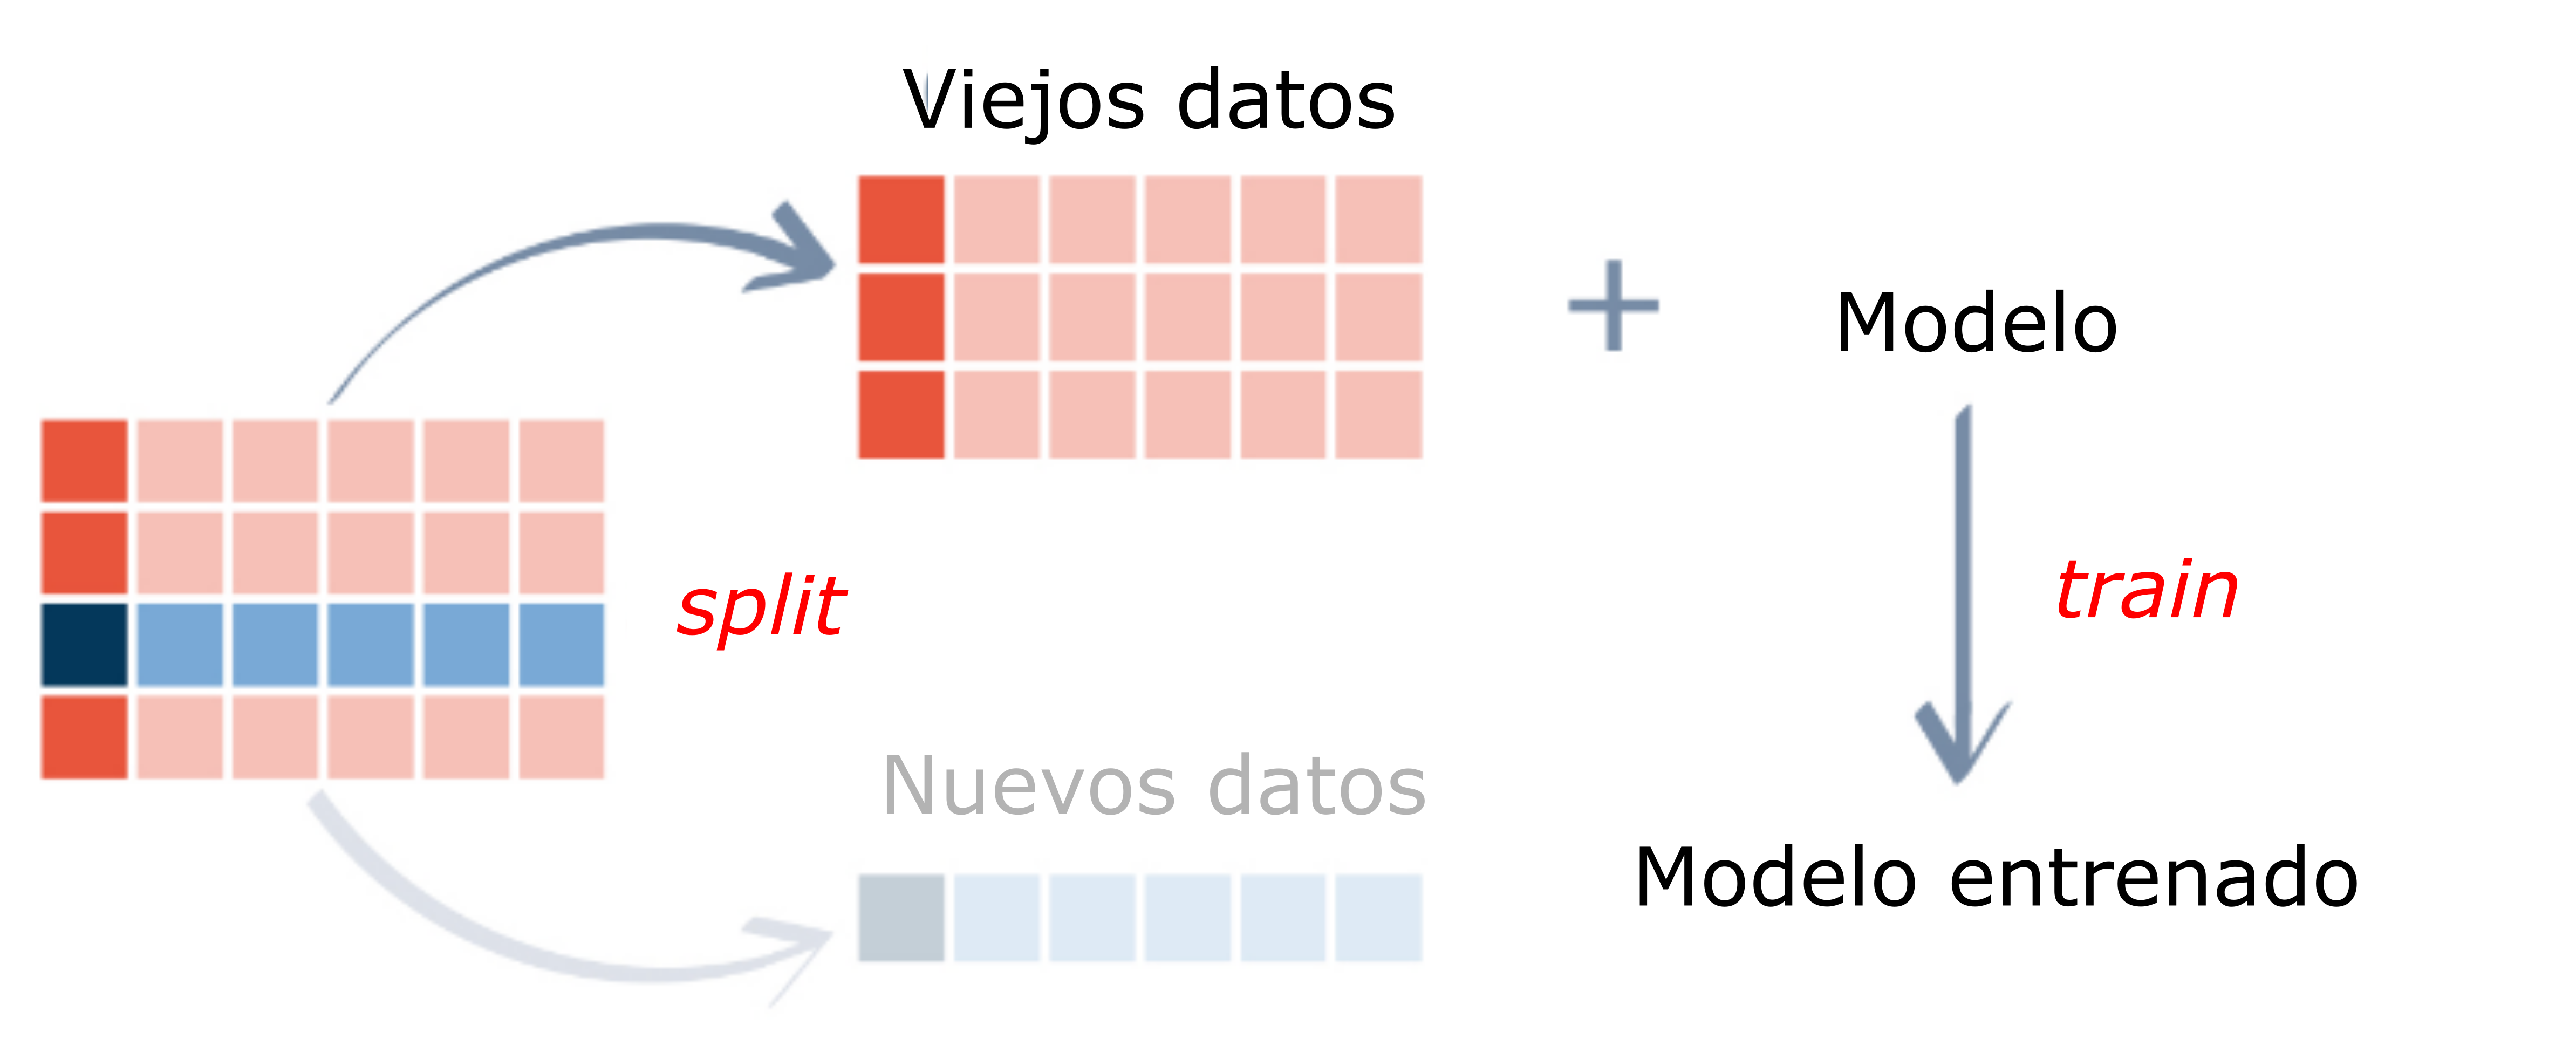 Viejos datos
+
Modelo
split
train
Nuevos datos
Modelo entrenado